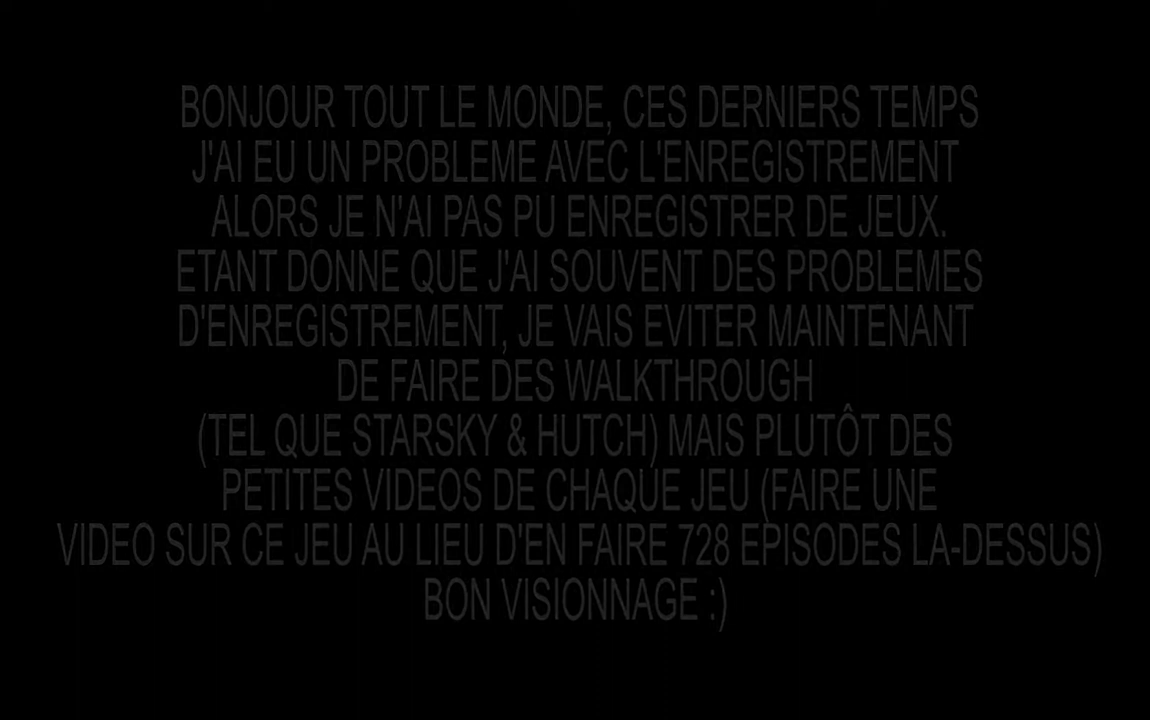 BONJOUR TOUT LE MONDE, CES DERNIERS TEMPS
J'AI EU UN PROBLEME AVEC L'ENREGISTREMENT
ALORS JE N'AI PAS PU ENREGISTRER DE JEUX.
ETANT DONNE QUE J'AI SOUVENT DES PROBLEMES
D'ENREGISTREMENT, JE VAIS EVITER MAINTENANT
DE FAIRE DES WALKTHROUGH
(TEL QUE STARSKY & HUTCH) MAIS PLUTÔT DES
PETITES VIDEOS DE CHAQUE JEU (FAIRE UNE
VIDEO SUR CE JEU AU LIEU D'EN FAIRE 728 EPISODES LA-DESSUS)
BON VISIONNAGE :)